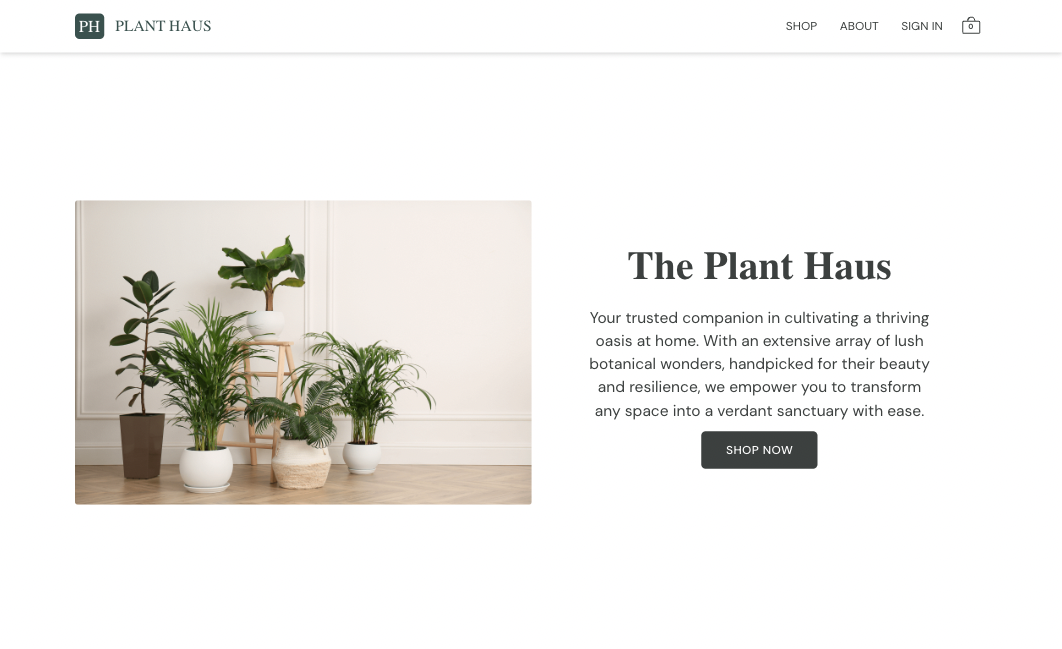 PH PLANT HAUS SHOP ABOUT SIGN IN 0
The Plant Haus
Your trusted companion in cultivating a thriving
oasis at home. With an extensive array of lush
botanical wonders, handpicked for their beauty
and resilience, we empower you to transform
any space into a verdant sanctuary with ease.
SHOP NOW